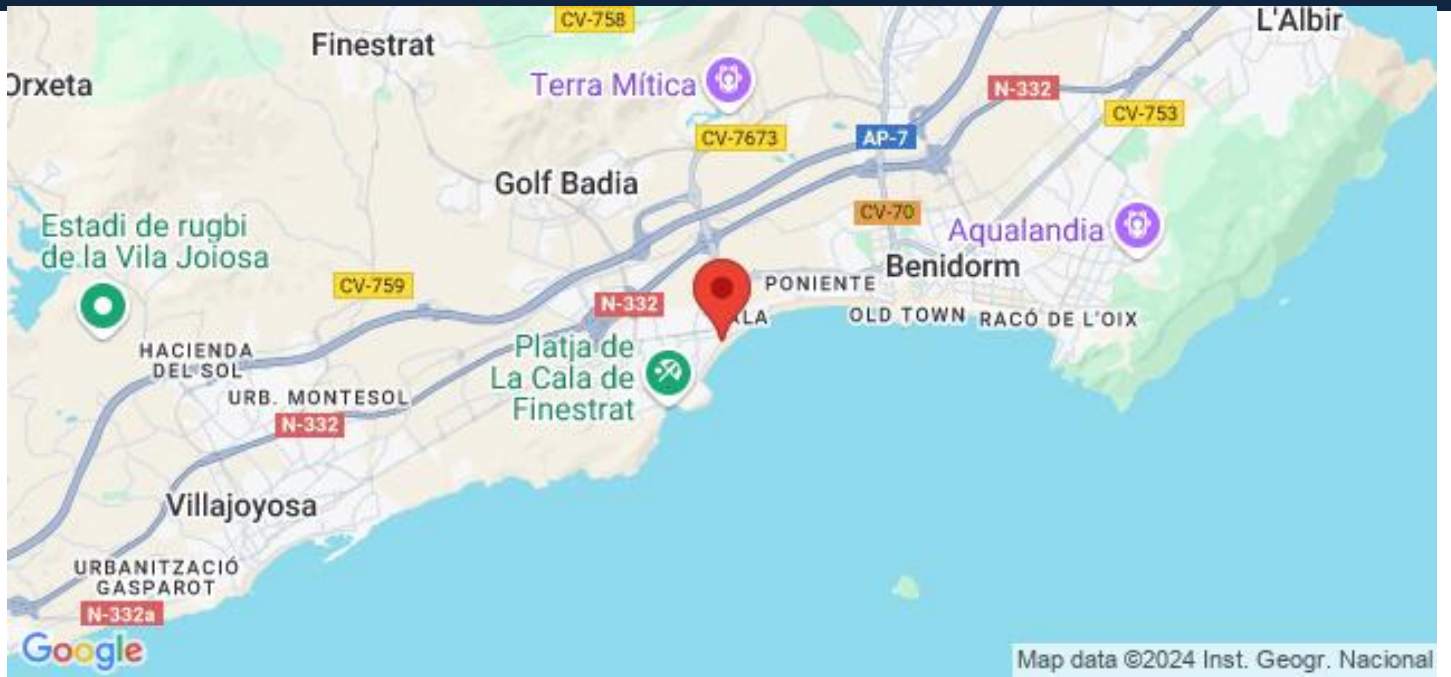 CV-758
L'Albir
Finestrat
Orxeta
Terra Mítica
N-332
CV-753
CV-7673
AP-7
Golf Badia
CV-70
Estadi de rugbi
de la Vila Joiosa
Aqualandia
Benidorm
CV-759
PONIENTE
N-332
OLD TOWN
RACÓ DE L'OIX
HACIENDA
DEL SOL
Platja de
La Cala de
Finestrat
URB. MONTESOL
N-332
Villajoyosa
URBANITZACIÓ
GASPAROT
N-332a
Google
Map data ©2024 Inst. Geogr. Nacional